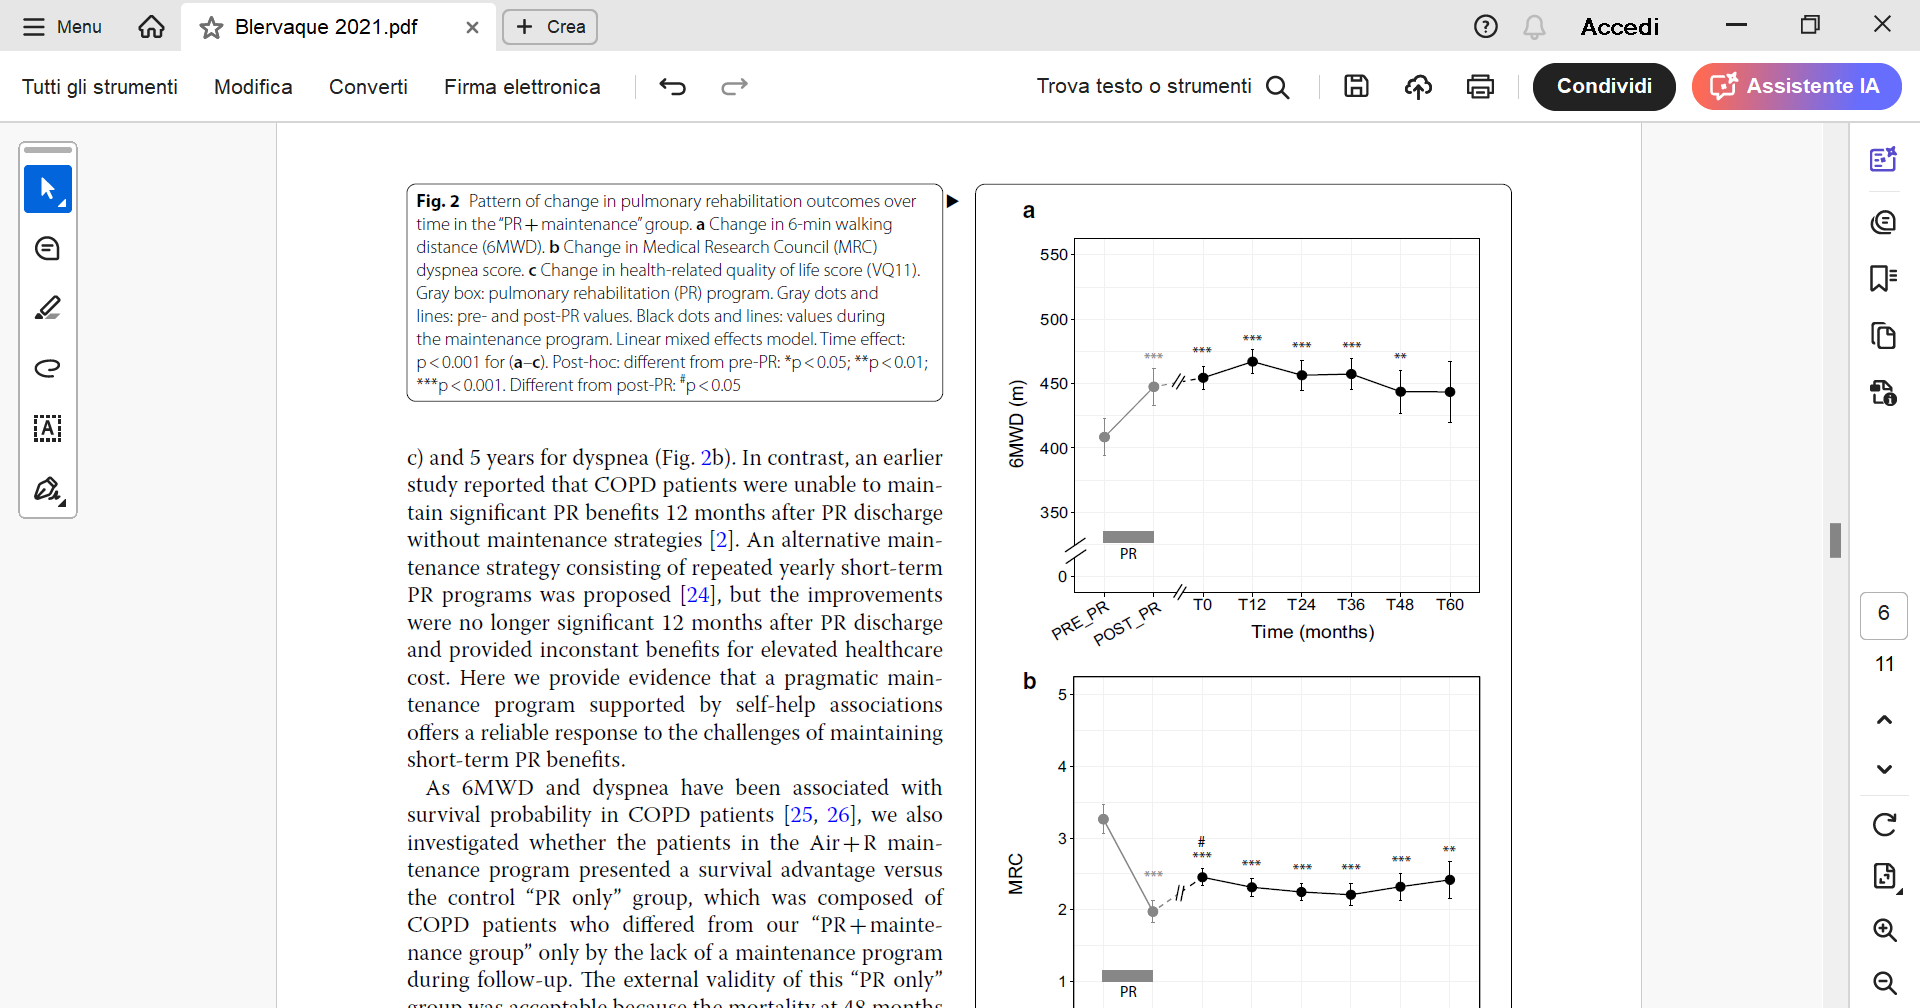 Menu
Blervaque 2021.pdf
Crea
Accedi
Tutti gli strumenti
Modifica
Converti
Firma elettronica
Trova testo o strumenti
Condividi
Assistente IA
Fig. 2 Pattern of change in pulmonary rehabilitation outcomes over
time in the “PR + maintenance” group. a Change in 6-min walking
distance (6MWD). b Change in Medical Research Council (MRC)
dyspnea score. c Change in health-related quality of life score (VQ11).
Gray box: pulmonary rehabilitation (PR) program. Gray dots and
lines: pre- and post-PR values. Black dots and lines: values during
the maintenance program. Linear mixed effects model. Time effect:
p < 0.001 for (a–c). Post-hoc: different from pre-PR: *p < 0.05; **p < 0.01;
***p < 0.001. Different from post-PR: #p < 0.05
c) and 5 years for dyspnea (Fig. 2b). In contrast, an earlier
study reported that COPD patients were unable to main-
tain significant PR benefits 12 months after PR discharge
without maintenance strategies [2]. An alternative main-
tenance strategy consisting of repeated yearly short-term
PR programs was proposed [24], but the improvements
were no longer significant 12 months after PR discharge
and provided inconstant benefits for elevated healthcare
cost. Here we provide evidence that a pragmatic main-
tenance program supported by self-help associations
offers a reliable response to the challenges of maintaining
short-term PR benefits.
As 6MWD and dyspnea have been associated with
survival probability in COPD patients [25, 26], we also
investigated whether the patients in the Air + R main-
tenance program presented a survival advantage versus
the control “PR only” group, which was composed of
COPD patients who differed from our “PR + mainte-
nance group” only by the lack of a maintenance program
during follow-up. The external validity of this “PR only”
group was acceptable because the mortality at 48 months
a
550
500
450
400
350
0
6MWD (m)
***
***
***
***
***
**
PR
PRE_PR
POST_PR
T0
T12
T24
T36
T48
T60
Time (months)
b
5
4
3
2
1
MRC
***
#
***
***
***
***
***
**
PR
6
11